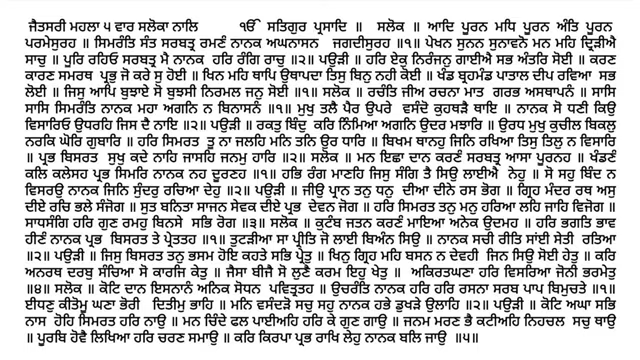 ਜੈਤਸਰੀ ਮਹਲਾ ੫ ਵਾਰ ਸਲੋਕਾ ਨਾਲਿ ੴ ਸਤਿਗੁਰ ਪ੍ਰਸਾਦਿ ॥ ਸਲੋਕ ॥ ਆਦਿ ਪੂਰਨ ਮਧਿ ਪੂਰਨ ਅੰਤਿ ਪੂਰਨ
ਪਰਮੇਸੁਰਹ ॥ ਸਿਮਰੰਤਿ ਸੰਤ ਸਰਬਤ੍ਰ ਰਮਣੰ ਨਾਨਕ ਅਘਨਾਸਨ ਜਗਦੀਸੁਰਹ ॥੧॥ ਪੇਖਨ ਸੁਨਨ ਸੁਨਾਵਨੋ ਮਨ ਮਹਿ ਦ੍ਰਿੜੀਐ
ਸਾਚੁ ॥ ਪੂਰਿ ਰਹਿਓ ਸਰਬਤ੍ਰ ਮੈ ਨਾਨਕ ਹਰਿ ਰੰਗਿ ਰਾਚੁ ॥੨॥ ਪਉੜੀ ॥ ਹਰਿ ਏਕੁ ਨਿਰੰਜਨੁ ਗਾਈਐ ਸਭ ਅੰਤਰਿ ਸੋਈ ॥ ਕਰਣ
ਕਾਰਣ ਸਮਰਥ ਪ੍ਰਭੁ ਜੋ ਕਰੇ ਸੁ ਹੋਈ ॥ ਖਿਨ ਮਹਿ ਥਾਪਿ ਉਥਾਪਦਾ ਤਿਸੁ ਬਿਨੁ ਨਹੀ ਕੋਈ ॥ ਖੰਡ ਬ੍ਰਹਮੰਡ ਪਾਤਾਲ ਦੀਪ ਰਵਿਆ ਸਭ
ਲੋਈ ॥ ਜਿਸੁ ਆਪਿ ਬੁਝਾਏ ਸੋ ਬੁਝਸੀ ਨਿਰਮਲ ਜਨੁ ਸੋਈ ॥੧॥ ਸਲੋਕ ॥ ਰਚੰਤਿ ਜੀਅ ਰਚਨਾ ਮਾਤ ਗਰਭ ਅਸਥਾਪਨੰ ॥ ਸਾਸਿ
ਸਾਸਿ ਸਿਮਰੰਤਿ ਨਾਨਕ ਮਹਾ ਅਗਨਿ ਨ ਬਿਨਾਸਨੰ ॥੧॥ ਮੁਖੁ ਤਲੈ ਪੈਰ ਉਪਰੇ ਵਸੰਦੋ ਕੁਹਥੜੈ ਥਾਇ ॥ ਨਾਨਕ ਸੋ ਧਣੀ ਕਿਉ
ਵਿਸਾਰਿਓ ਉਧਰਹਿ ਜਿਸ ਦੈ ਨਾਇ ॥੨॥ ਪਉੜੀ ॥ ਰਕਤੁ ਬਿੰਦੁ ਕਰਿ ਨਿੰਮਿਆ ਅਗਨਿ ਉਦਰ ਮਝਾਰਿ ॥ ਉਰਧ ਮੁਖੁ ਕੁਚੀਲ ਬਿਕਲੁ
ਨਰਕਿ ਘੋਰਿ ਗੁਬਾਰਿ ॥ ਹਰਿ ਸਿਮਰਤ ਤੂ ਨਾ ਜਲਹਿ ਮਨਿ ਤਨਿ ਉਰ ਧਾਰਿ ॥ ਬਿਖਮ ਥਾਨਹੁ ਜਿਨਿ ਰਖਿਆ ਤਿਸੁ ਤਿਲੁ ਨ ਵਿਸਾਰਿ
॥ ਪ੍ਰਭ ਬਿਸਰਤ ਸੁਖੁ ਕਦੇ ਨਾਹਿ ਜਾਸਹਿ ਜਨਮੁ ਹਾਰਿ ॥੨॥ ਸਲੋਕ ॥ ਮਨ ਇਛਾ ਦਾਨ ਕਰਣੰ ਸਰਬਤ੍ਰ ਆਸਾ ਪੂਰਨਹ ॥ ਖੰਡਣੰ
ਕਲਿ ਕਲੇਸਹ ਪ੍ਰਭ ਸਿਮਰਿ ਨਾਨਕ ਨਹ ਦੂਰਣਹ ॥੧॥ ਹਭਿ ਰੰਗ ਮਾਣਹਿ ਜਿਸੁ ਸੰਗਿ ਤੈ ਸਿਉ ਲਾਈਐ ਨੇਹੁ ॥ ਸੋ ਸਹੁ ਬਿੰਦ ਨ
ਵਿਸਰਉ ਨਾਨਕ ਜਿਨਿ ਸੁੰਦਰੁ ਰਚਿਆ ਦੇਹੁ ॥੨॥ ਪਉੜੀ ॥ ਜੀਉ ਪ੍ਰਾਨ ਤਨੁ ਧਨੁ ਦੀਆ ਦੀਨੇ ਰਸ ਭੋਗ ॥ ਗ੍ਰਿਹ ਮੰਦਰ ਰਥ ਅਸੁ
ਦੀਏ ਰਚਿ ਭਲੇ ਸੰਜੋਗ ॥ ਸੁਤ ਬਨਿਤਾ ਸਾਜਨ ਸੇਵਕ ਦੀਏ ਪ੍ਰਭ ਦੇਵਨ ਜੋਗ ॥ ਹਰਿ ਸਿਮਰਤ ਤਨੁ ਮਨੁ ਹਰਿਆ ਲਹਿ ਜਾਹਿ ਵਿਜੋਗ ॥
ਸਾਧਸੰਗਿ ਹਰਿ ਗੁਣ ਰਮਹੁ ਬਿਨਸੇ ਸਭਿ ਰੋਗ ॥੩॥ ਸਲੋਕ ॥ ਕੁਟੰਬ ਜਤਨ ਕਰਣੰ ਮਾਇਆ ਅਨੇਕ ਉਦਮਹ ॥ ਹਰਿ ਭਗਤਿ ਭਾਵ
ਹੀਣੰ ਨਾਨਕ ਪ੍ਰਭ ਬਿਸਰਤ ਤੇ ਪ੍ਰੇਤਤਹ ॥੧॥ ਤੁਟੜੀਆ ਸਾ ਪ੍ਰੀਤਿ ਜੋ ਲਾਈ ਬਿਅੰਨ ਸਿਉ ॥ ਨਾਨਕ ਸਚੀ ਰੀਤਿ ਸਾਂਈ ਸੇਤੀ ਰਤਿਆ
॥੨॥ ਪਉੜੀ ॥ ਜਿਸੁ ਬਿਸਰਤ ਤਨੁ ਭਸਮ ਹੋਇ ਕਹਤੇ ਸਭਿ ਪ੍ਰੇਤੁ ॥ ਖਿਨੁ ਗ੍ਰਿਹ ਮਹਿ ਬਸਨ ਨ ਦੇਵਹੀ ਜਿਨ ਸਿਉ ਸੋਈ ਹੇਤੁ ॥ ਕਰਿ
ਅਨਰਥ ਦਰਬੁ ਸੰਚਿਆ ਸੋ ਕਾਰਜਿ ਕੇਤੁ ॥ ਜੈਸਾ ਬੀਜੈ ਸੋ ਲੁਣੈ ਕਰਮ ਇਹੁ ਖੇਤੁ ॥ ਅਕਿਰਤਘਣਾ ਹਰਿ ਵਿਸਰਿਆ ਜੋਨੀ ਭਰਮੇਤੁ
॥੪॥ ਸਲੋਕ ॥ ਕੋਟਿ ਦਾਨ ਇਸਨਾਨੰ ਅਨਿਕ ਸੋਧਨ ਪਵਿਤ੍ਰਤਹ ॥ ਉਚਰੰਤਿ ਨਾਨਕ ਹਰਿ ਹਰਿ ਰਸਨਾ ਸਰਬ ਪਾਪ ਬਿਮੁਚਤੇ ॥੧॥
ਈਧਣੁ ਕੀਤੋਮੂ ਘਣਾ ਭੋਰੀ ਦਿਤੀਮੁ ਭਾਹਿ ॥ ਮਨਿ ਵਸੰਦੜੋ ਸਚੁ ਸਹੁ ਨਾਨਕ ਹਭੇ ਡੁਖੜੇ ਉਲਾਹਿ ॥੨॥ ਪਉੜੀ ॥ ਕੋਟਿ ਅਘਾ ਸਭਿ
ਨਾਸ ਹੋਹਿ ਸਿਮਰਤ ਹਰਿ ਨਾਉ ॥ ਮਨ ਚਿੰਦੇ ਫਲ ਪਾਈਅਹਿ ਹਰਿ ਕੇ ਗੁਣ ਗਾਉ ॥ ਜਨਮ ਮਰਣ ਭੈ ਕਟੀਅਹਿ ਨਿਹਚਲ ਸਚੁ ਥਾਉ
॥ ਪੂਰਬਿ ਹੋਵੈ ਲਿਖਿਆ ਹਰਿ ਚਰਣ ਸਮਾਉ ॥ ਕਰਿ ਕਿਰਪਾ ਪ੍ਰਭ ਰਾਖਿ ਲੇਹੁ ਨਾਨਕ ਬਲਿ ਜਾਉ ॥੫॥